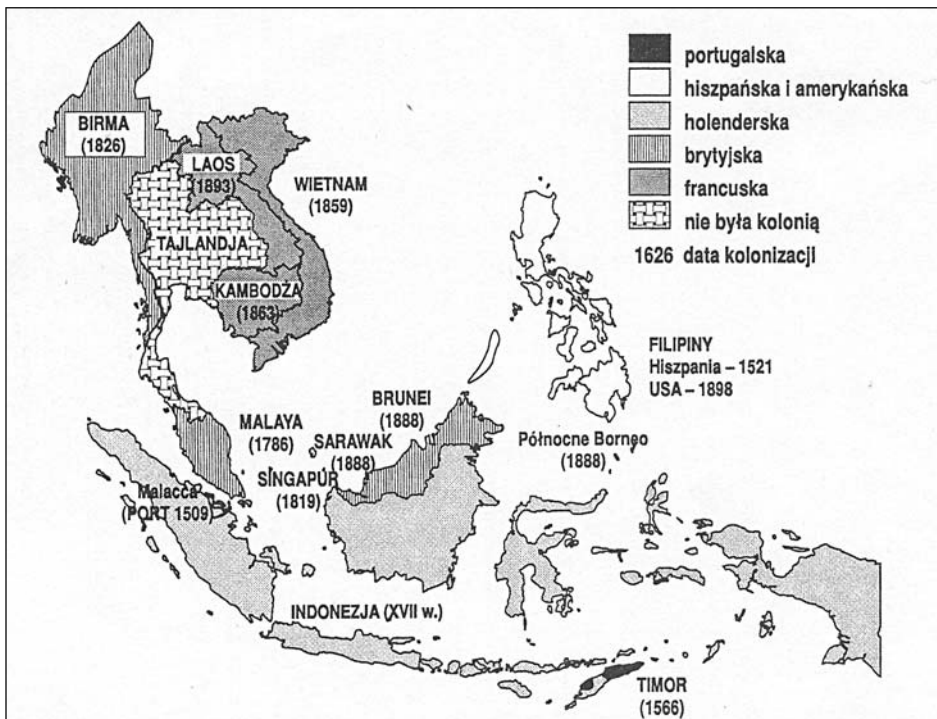 portugalska
hiszpańska i amerykańska
holenderska
brytyjska
francuska
nie była kolonią
1626 data kolonizacjI
BIRMA
(1826)
LAOS
(1893)
WIETNAM
(1859)
TAJLANDJA
KAMBODŻA
(1863)
FILIPINY
Hiszpania – 1521
USA – 1898
MALAYA
(1786)
BRUNEI
(1888)
SARAWAK
(1888)
SINGAPUR
(1819)
Północne Borneo
(1888)
Malacca
(PORT 1509)
INDONEZJA (XVII w.)
TIMOR
(1566)